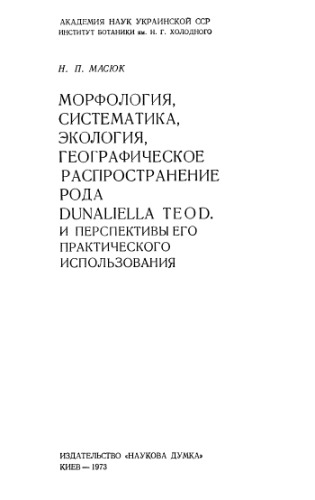 АКАДЕМИЯ НАУК УКРАИНСКОЙ ССР
ИНСТИТУТ БОТАНИКИ им. Н. Г. ХОЛОДНОГО
Н. П. МАСЮК
МОРФОЛОГИЯ,
СИСТЕМАТИКА,
ЭКОЛОГИЯ,
ГЕОГРАФИЧЕСКОЕ
РАСПРОСТРАНЕНИЕ
РОДА
DUNALIELLA TEOD.
И ПЕРСПЕКТИВЫ ЕГО
ПРАКТИЧЕСКОГО
ИСПОЛЬЗОВАНИЯ
ИЗДАТЕЛЬСТВО «НАУКОВА ДУМКА»
КИЕВ — 1973